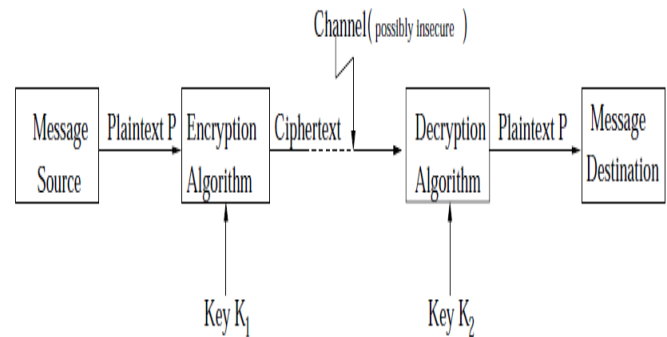 Channel( possibly insecure )
Message Source
Plaintext P
Encryption Algorithm
Ciphertext
Decryption Algorithm
Plaintext P
Message Destination
Key K1
Key K2